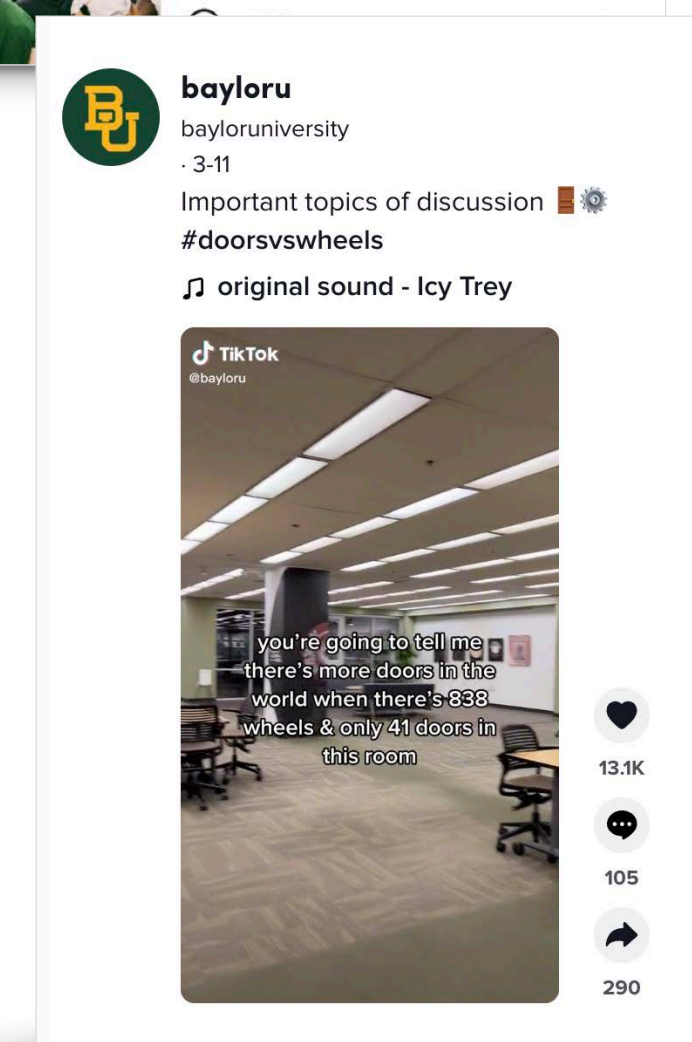 BU
bayloru
bayloruniversity
· 3-11
Important topics of discussion 🚪⚙️
#doorsvswheels
♫ original sound - Icy Trey
TikTok
@bayloru
you're going to tell me
there's more doors in the
world when there's 838
wheels & only 41 doors in
this room
13.1K
105
290